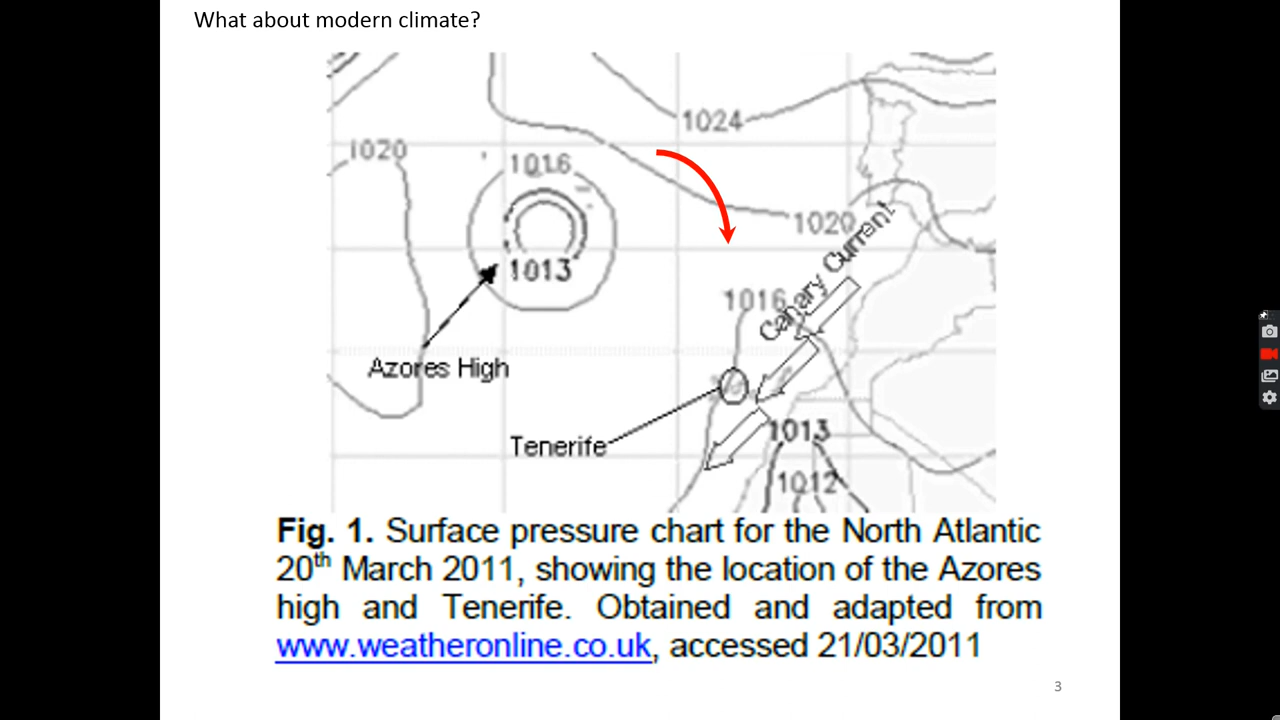 What about modern climate?
1024
1020
1016
1020
1013
Canary Current
1016
Azores High
Tenerife
1013
1012
Fig. 1. Surface pressure chart for the North Atlantic
20th March 2011, showing the location of the Azores
high and Tenerife. Obtained and adapted from
www.weatheronline.co.uk, accessed 21/03/2011
3